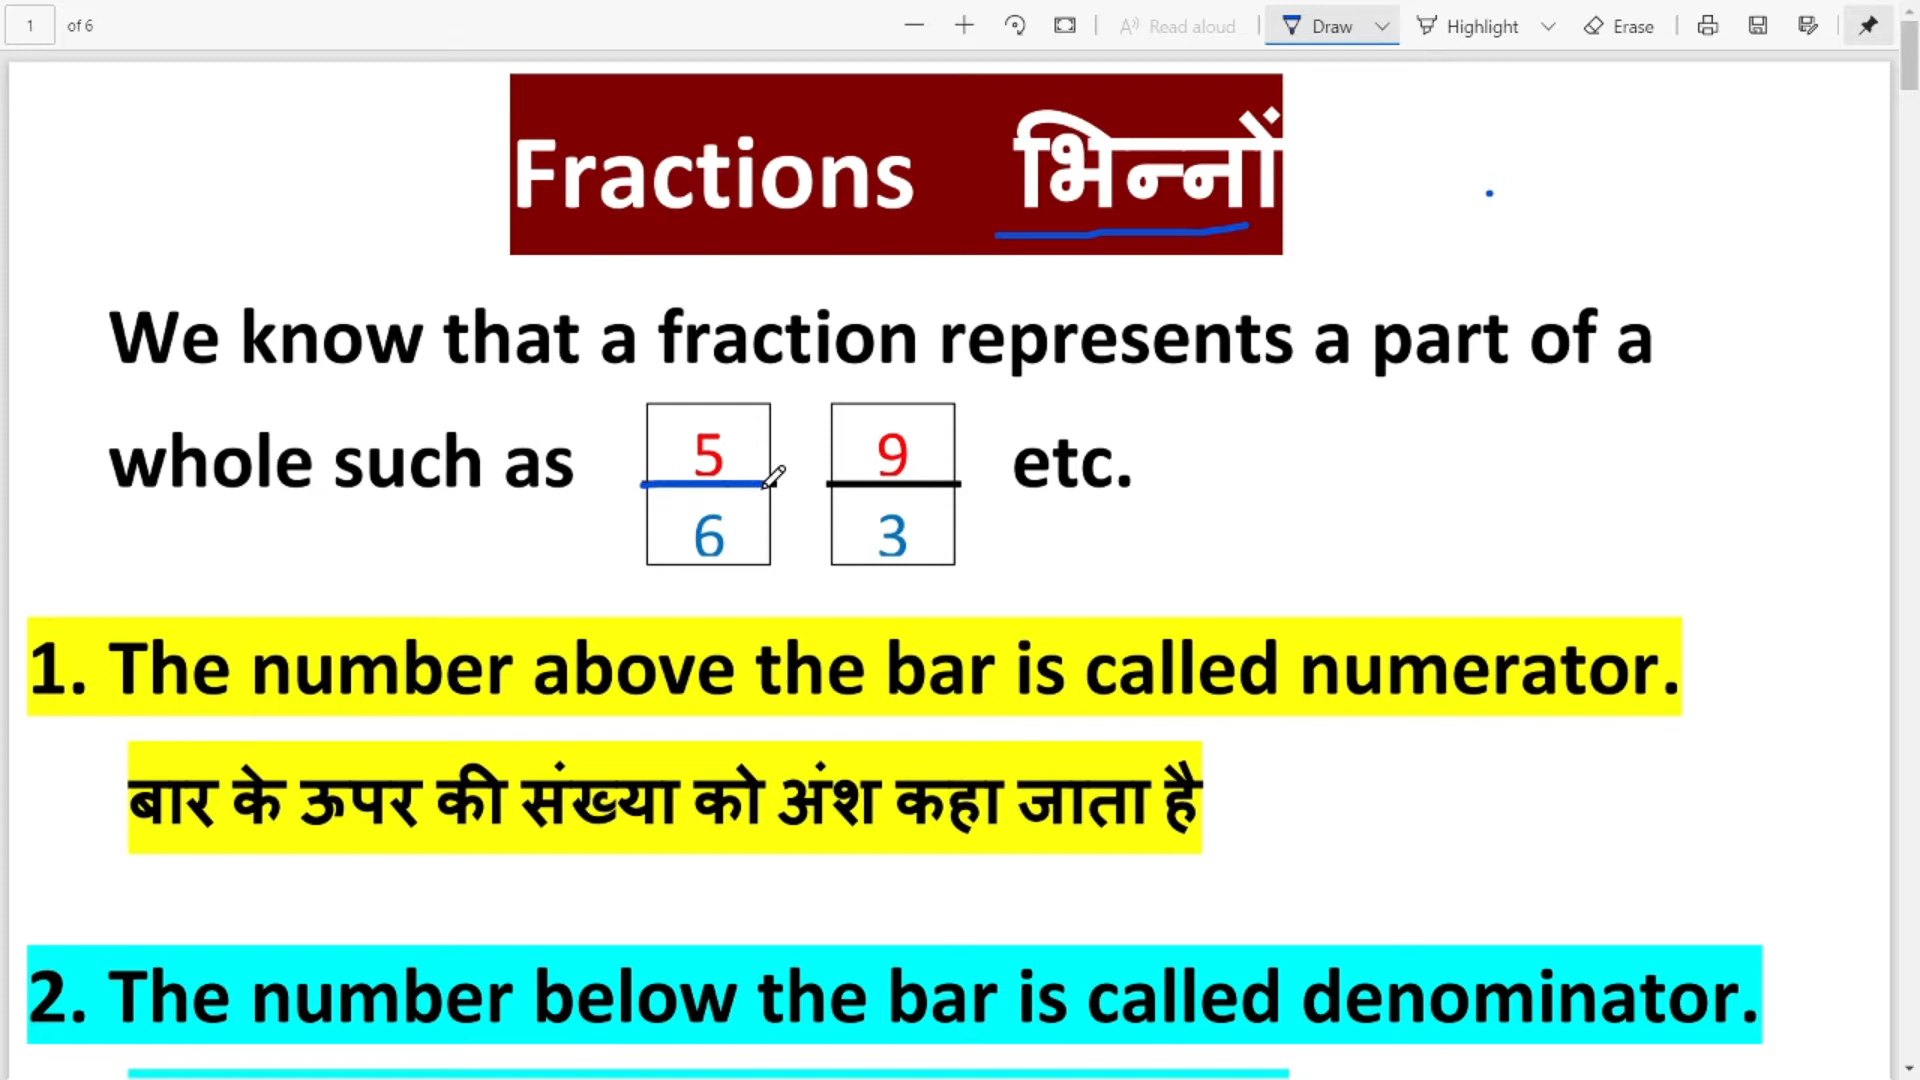 1 of 6 Read aloud Draw Highlight Erase
Fractions भिन्नों
We know that a fraction represents a part of a
whole such as 5/6 9/3 etc.
1. The number above the bar is called numerator.
बार के ऊपर की संख्या को अंश कहा जाता है
2. The number below the bar is called denominator.